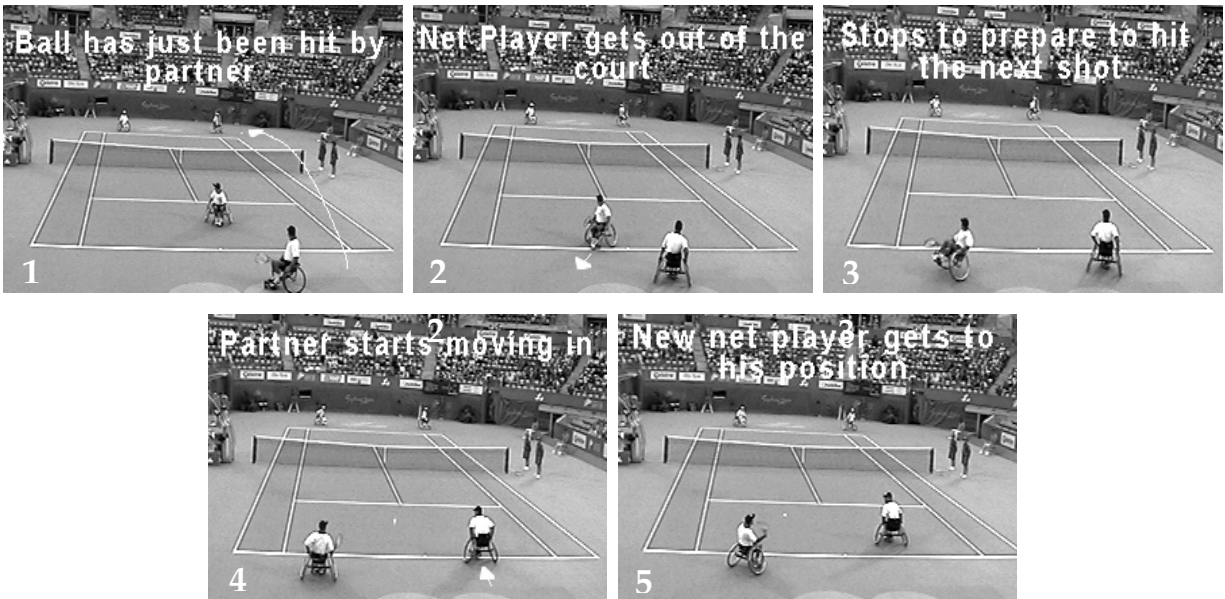 Ball has just been hit by
partner
1
Net Player gets out of the
court
2
Stops to prepare to hit
the next shot
3
2
Partner starts moving in
4
3
New net player gets to
his position
5